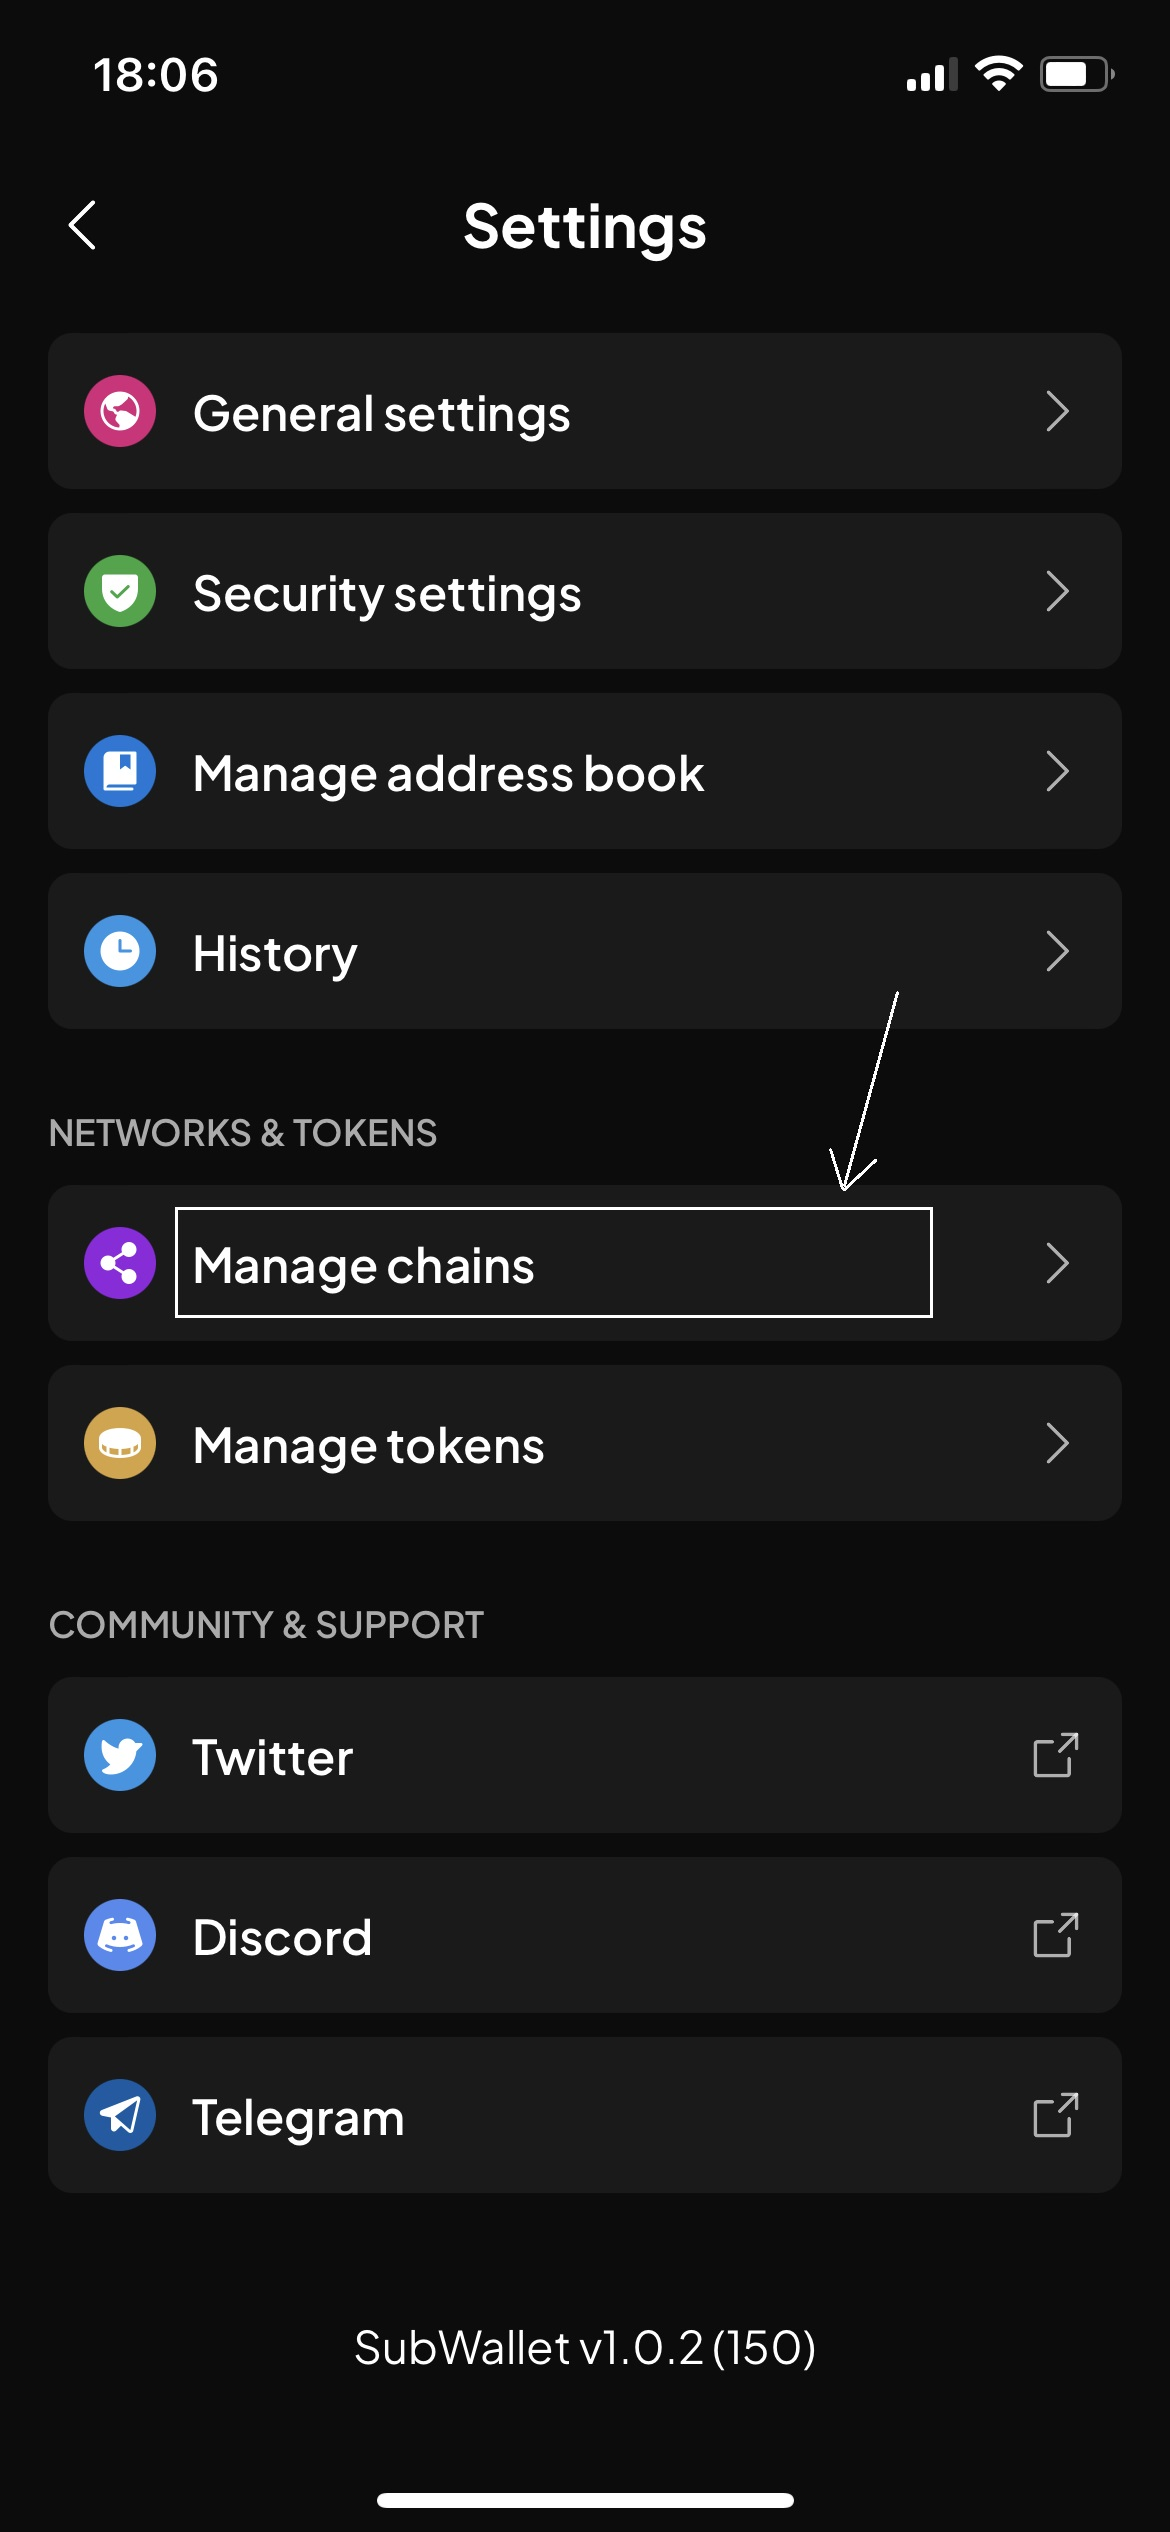 18:06
Settings
General settings
Security settings
Manage address book
History
NETWORKS & TOKENS
Manage chains
Manage tokens
COMMUNITY & SUPPORT
Twitter
Discord
Telegram
SubWallet v1.0.2 (150)